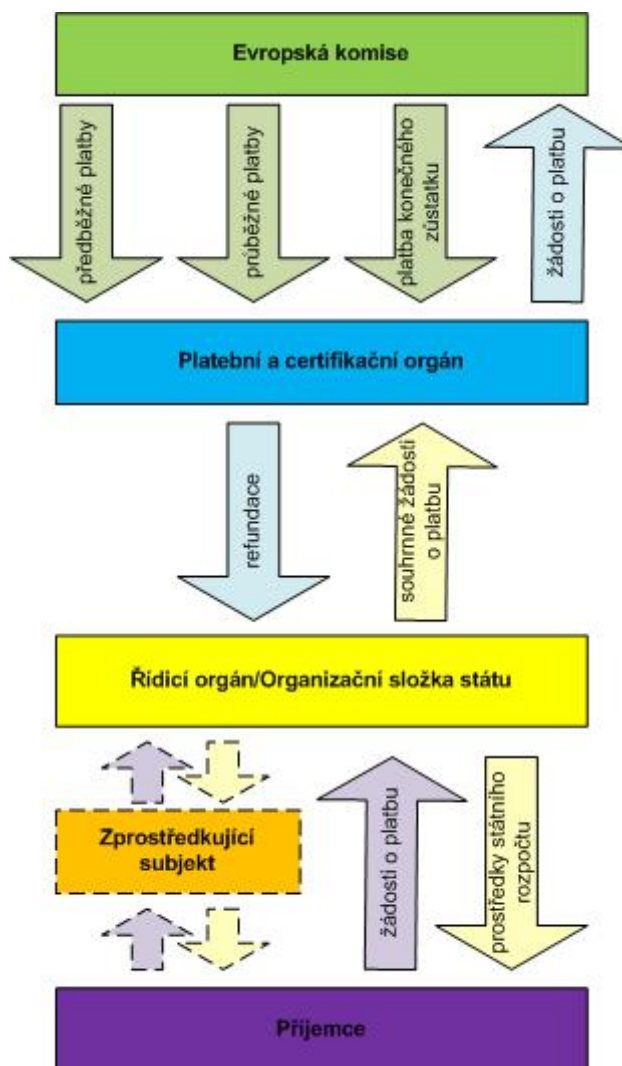 Evropská komise
předběžné platby
průběžné platby
platba konečného
zůstatku
žádosti o platbu
Platební a certifikační orgán
refundace
souhrnné žádosti
o platbu
Řídicí orgán/Organizační složka státu
Zprostředkující
subjekt
žádosti o platbu
prostředky státního
rozpočtu
Příjemce